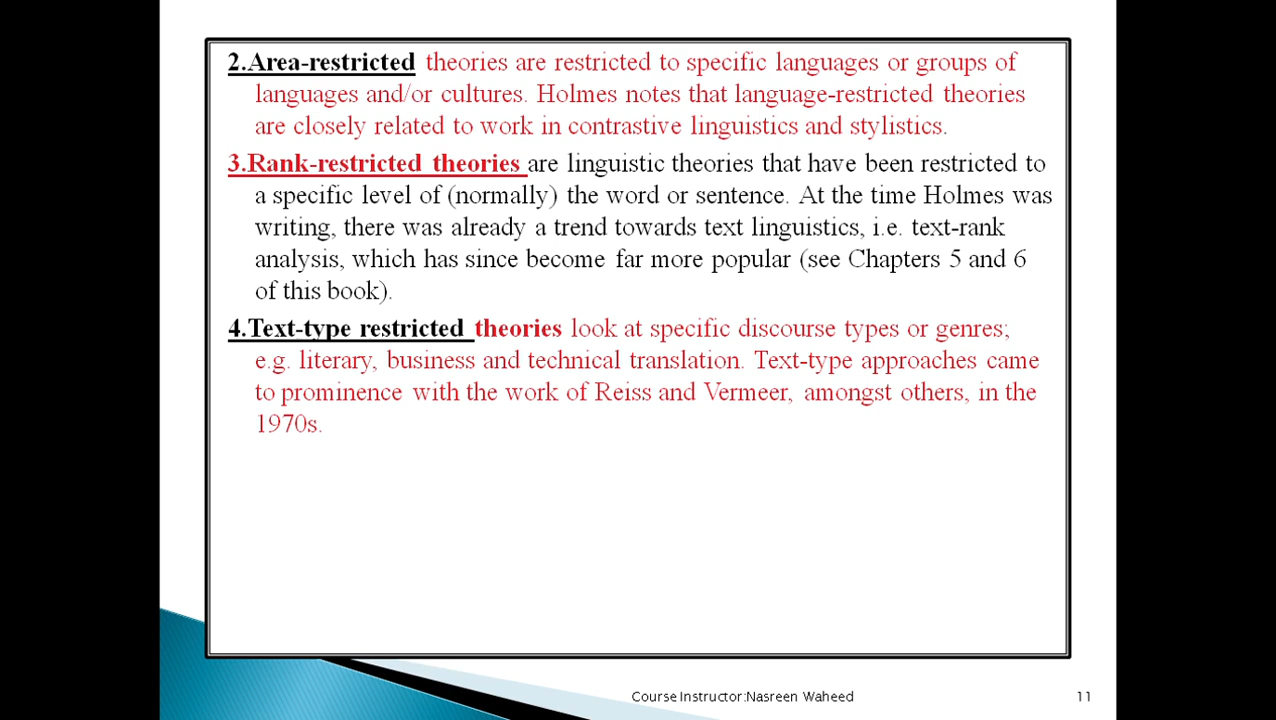 2.Area-restricted theories are restricted to specific languages or groups of
languages and/or cultures. Holmes notes that language-restricted theories
are closely related to work in contrastive linguistics and stylistics.
3.Rank-restricted theories are linguistic theories that have been restricted to
a specific level of (normally) the word or sentence. At the time Holmes was
writing, there was already a trend towards text linguistics, i.e. text-rank
analysis, which has since become far more popular (see Chapters 5 and 6
of this book).
4.Text-type restricted theories look at specific discourse types or genres;
e.g. literary, business and technical translation. Text-type approaches came
to prominence with the work of Reiss and Vermeer, amongst others, in the
1970s.
Course Instructor:Nasreen Waheed 11